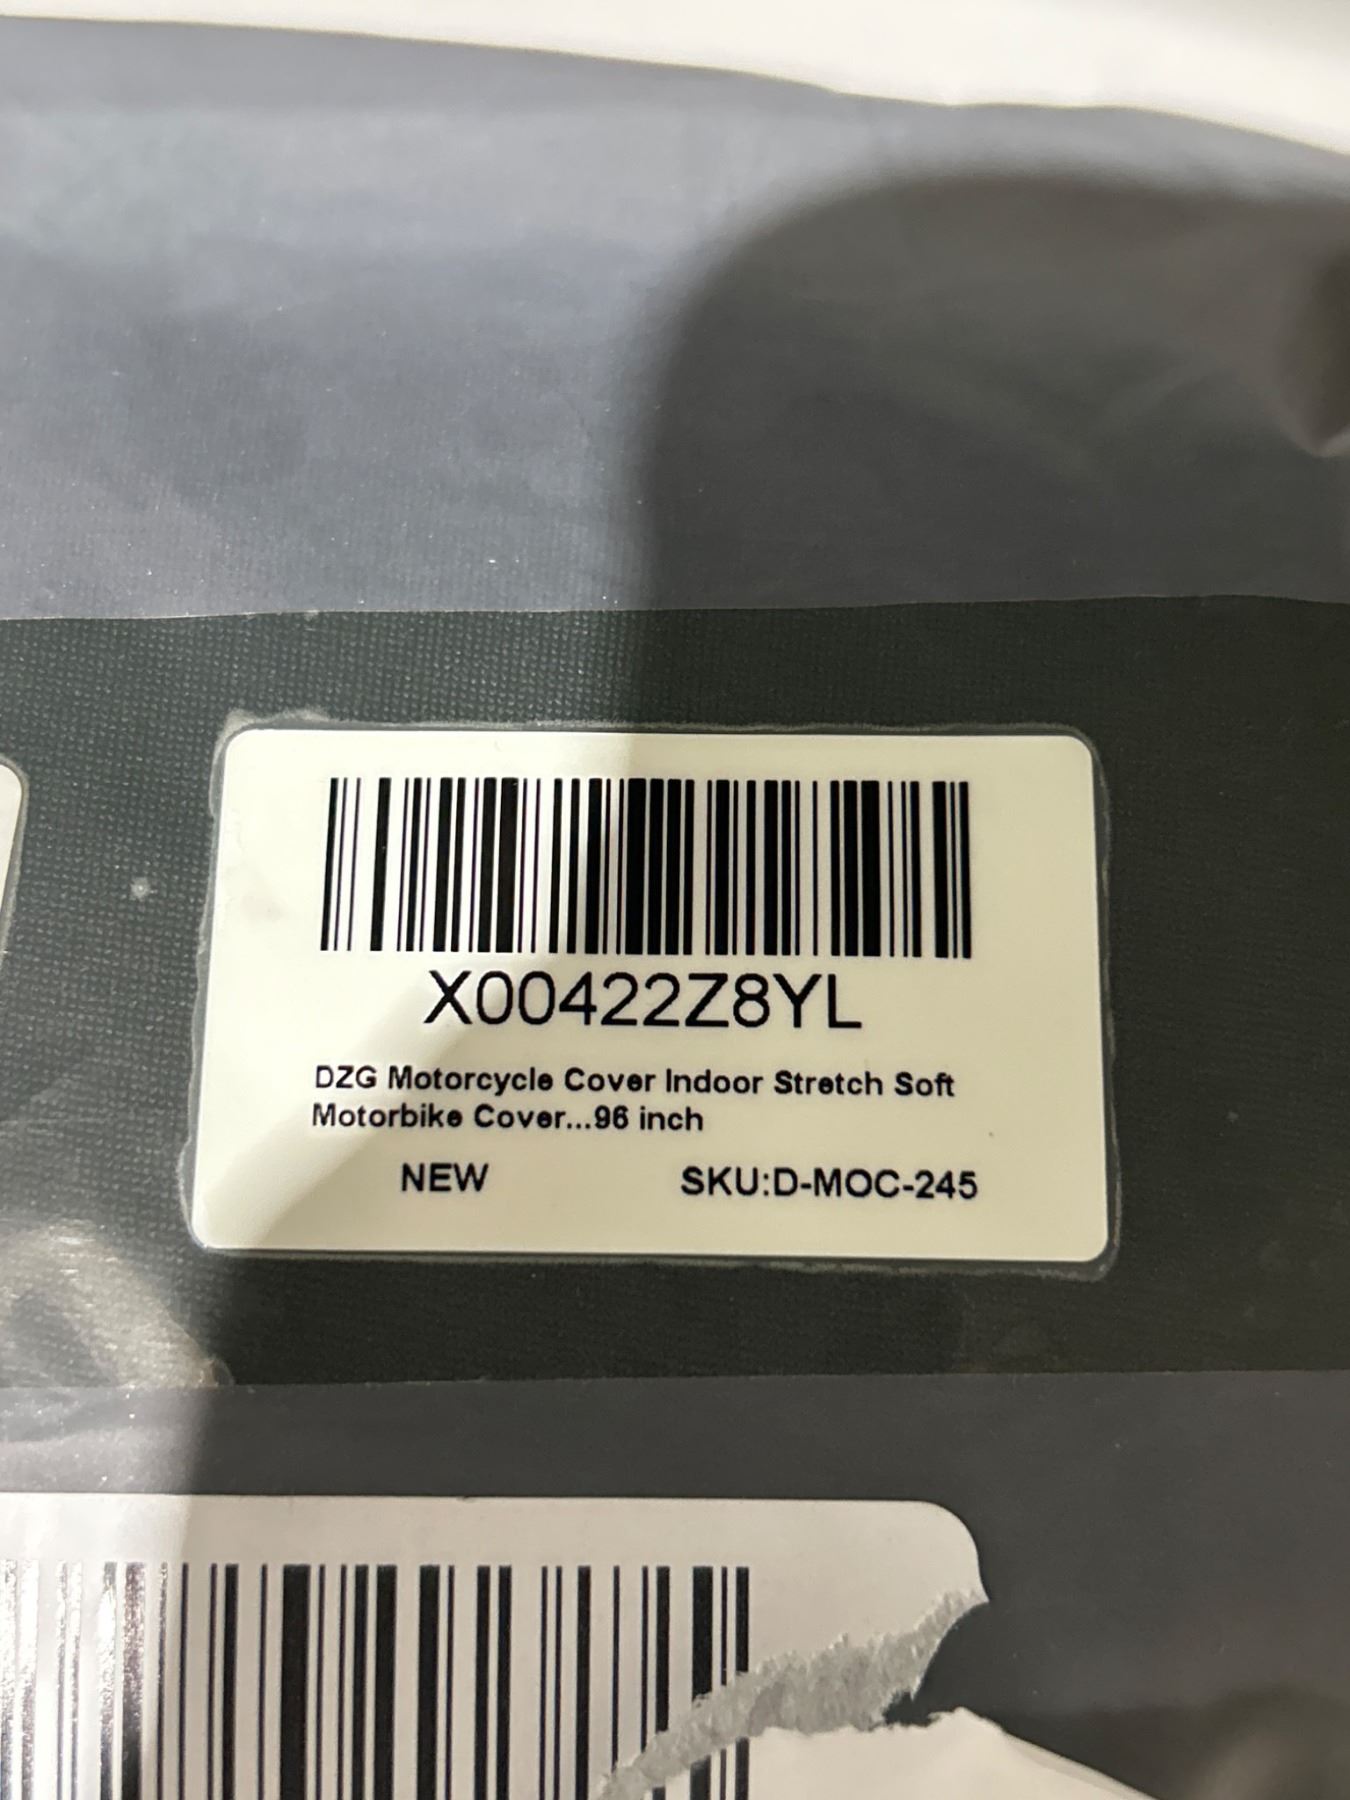 X00422Z8YL
DZG Motorcycle Cover Indoor Stretch Soft
Motorbike Cover...96 inch
NEW SKU:D-MOC-245